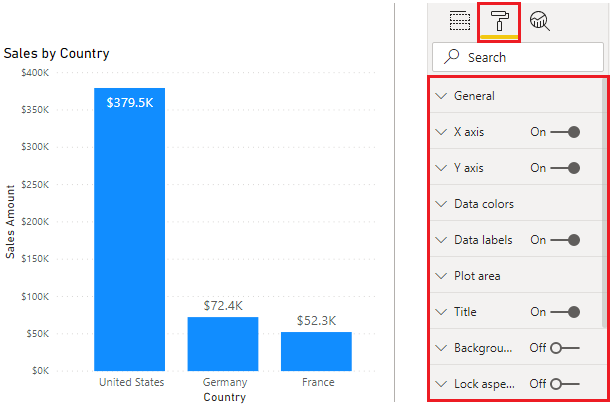 Sales by Country
$400K
$350K
$300K
$250K
$200K
$150K
$100K
$50K
$0K
Sales Amount
$379.5K
$72.4K
$52.3K
United States
Germany
France
Country
Search
General
X axis On
Y axis On
Data colors
Data labels On
Plot area
Title On
Backgrou... Off
Lock aspe... Off